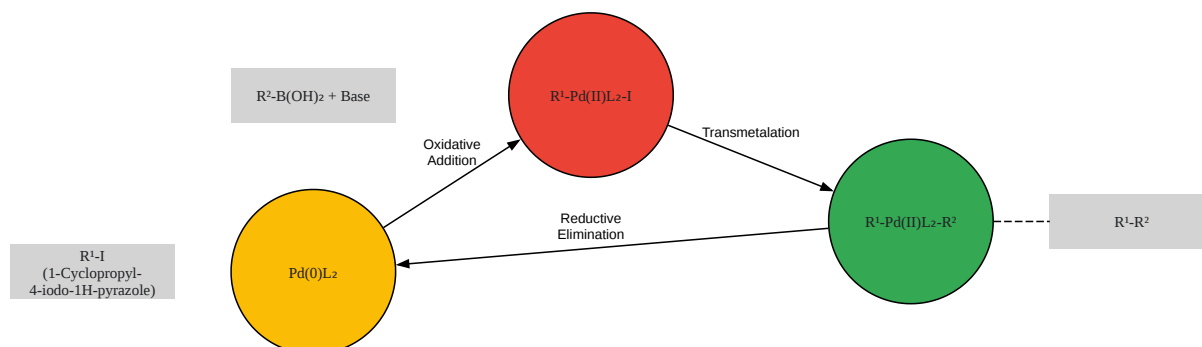 R²-B(OH)₂ + Base
R¹-Pd(II)L₂-I
Oxidative
Addition
Transmetalation
Reductive
Elimination
R¹-Pd(II)L₂-R²
R¹-R²
R¹-I
(1-Cyclopropyl-
4-iodo-1H-pyrazole)
Pd(0)L₂